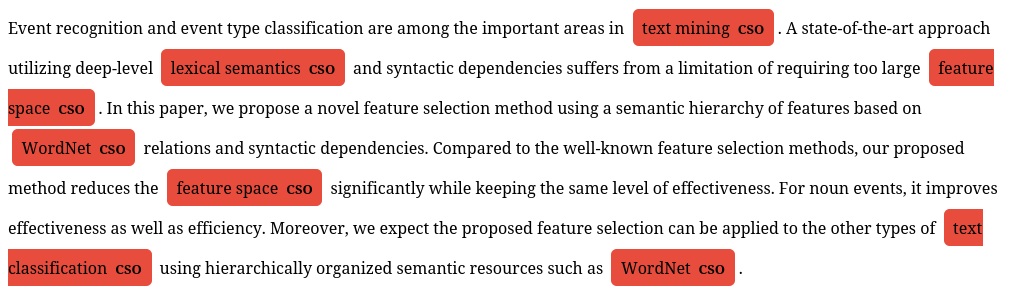 Event recognition and event type classification are among the important areas in text mining cso . A state-of-the-art approach
utilizing deep-level lexical semantics cso and syntactic dependencies suffers from a limitation of requiring too large feature
space cso . In this paper, we propose a novel feature selection method using a semantic hierarchy of features based on
WordNet cso relations and syntactic dependencies. Compared to the well-known feature selection methods, our proposed
method reduces the feature space cso significantly while keeping the same level of effectiveness. For noun events, it improves
effectiveness as well as efficiency. Moreover, we expect the proposed feature selection can be applied to the other types of text
classification cso using hierarchically organized semantic resources such as WordNet cso .